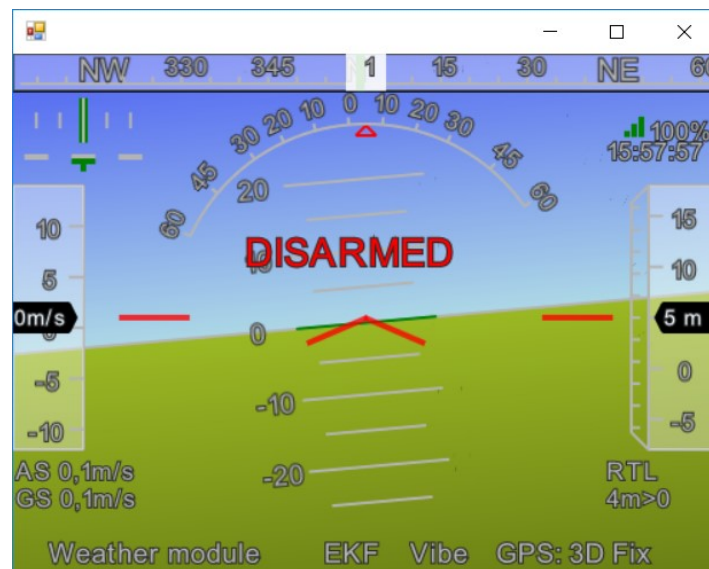 NW 330 345 1 15 30 NE 60
60 45 30 20 10 0 10 20 30 45 60
100%
15:57:57
20
10 15
DISARMED
10
5 10
0m/s 5 m
0
-5 0
-10 -10 -5
AS 0,1m/s -20 RTL
GS 0,1m/s 4m>0
Weather module EKF Vibe GPS: 3D Fix